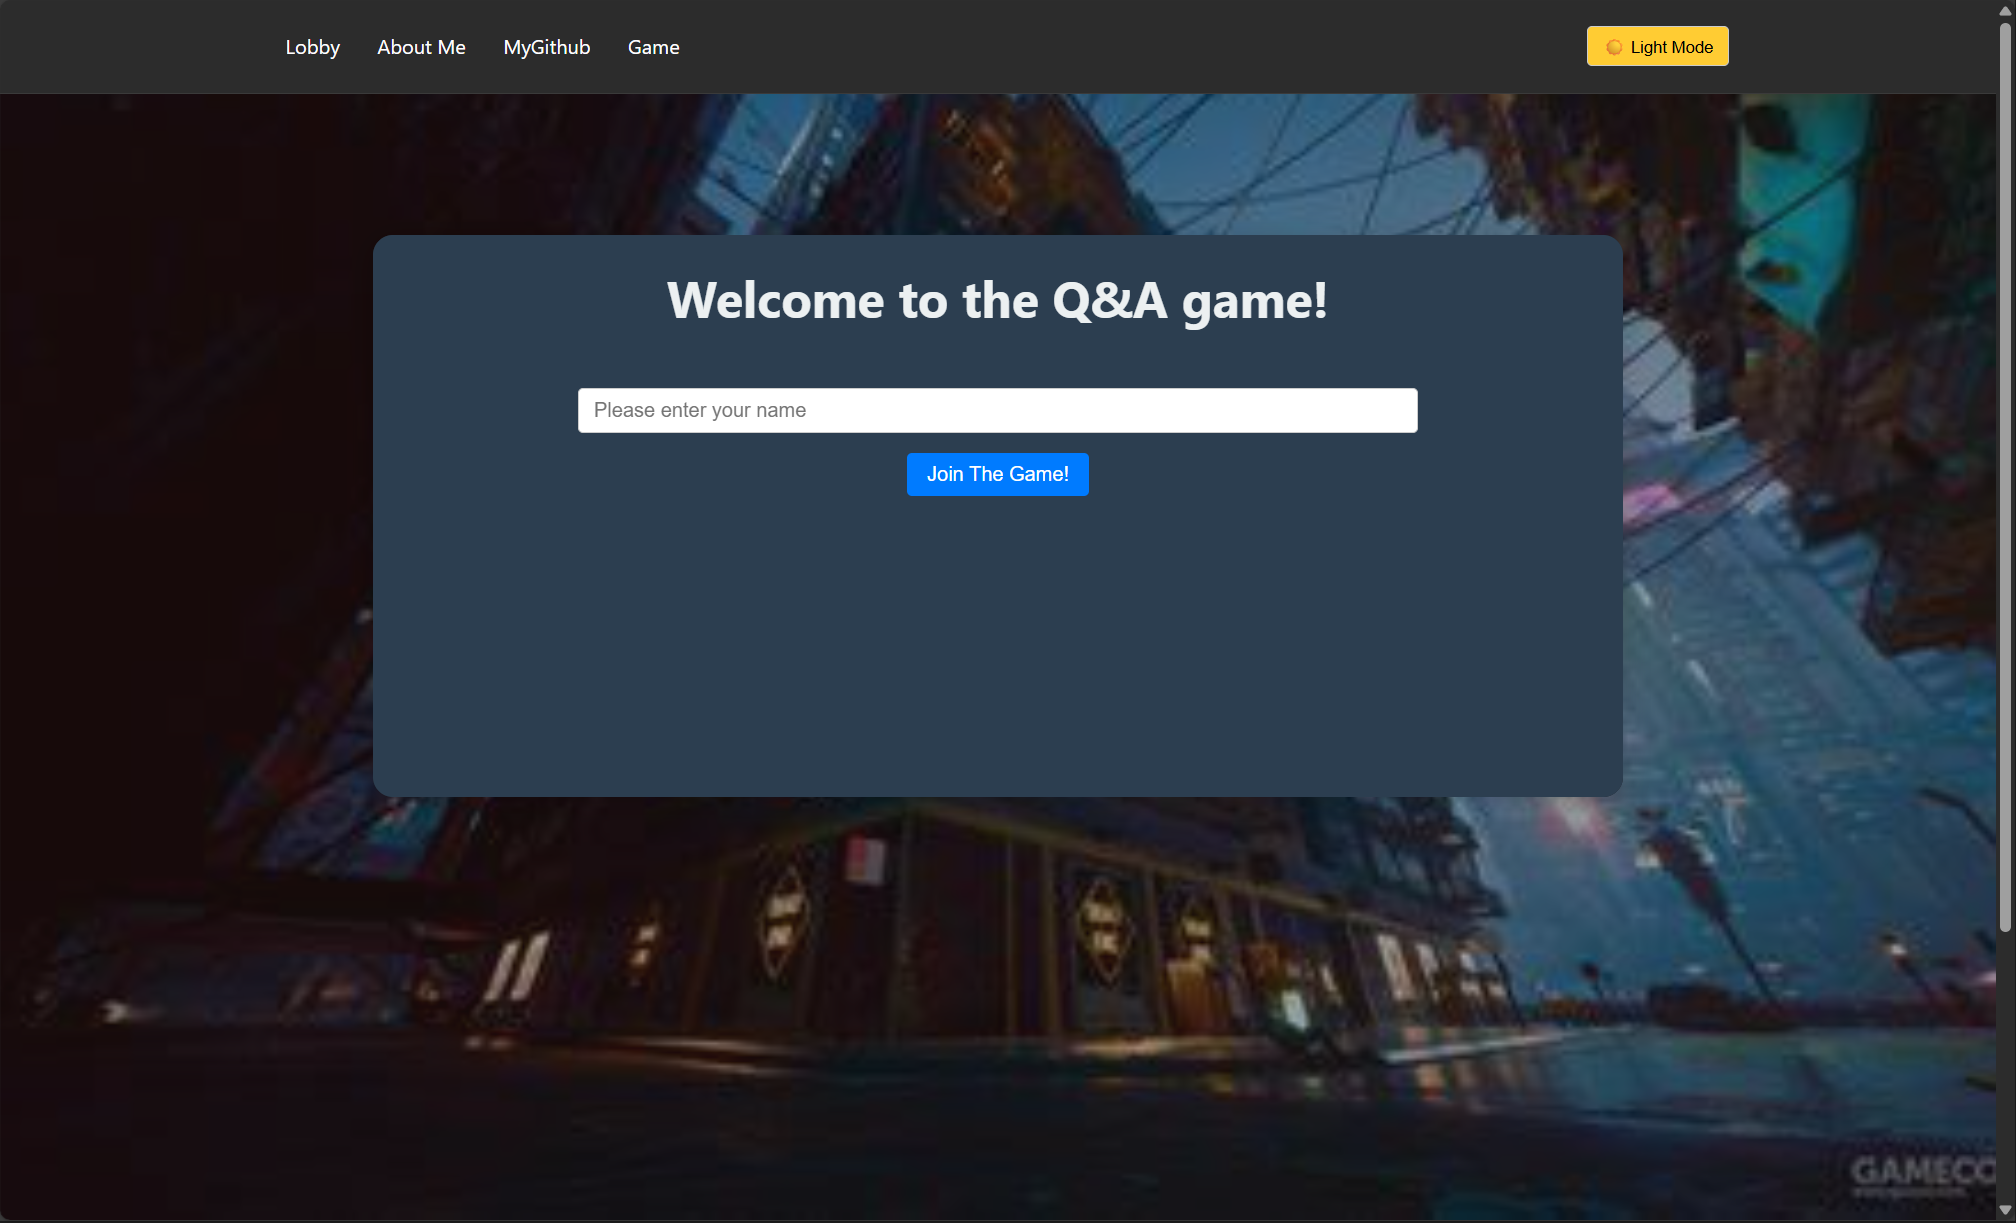 Lobby About Me MyGithub Game Light Mode
Welcome to the Q&A game!
Please enter your name
Join The Game!
GAMECO